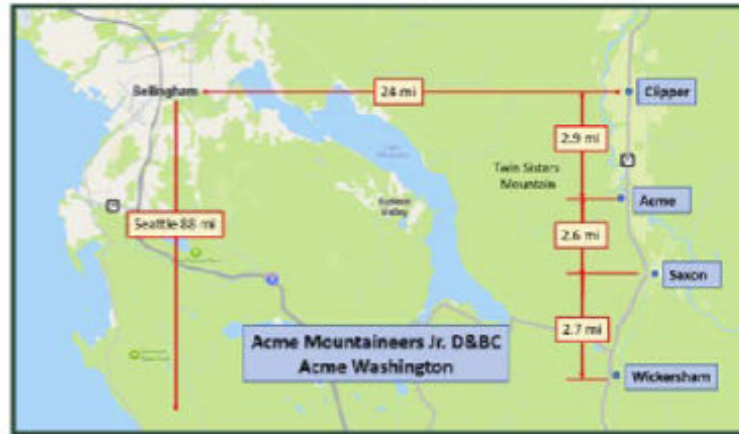 Bellingham
24 mi
Clipper
2.9 mi
Twin Sisters
Mountain
Acme
Seattle 88 mi
2.6 mi
Saxon
2.7 mi
Acme Mountaineers Jr. D&BC
Acme Washington
Wickersham